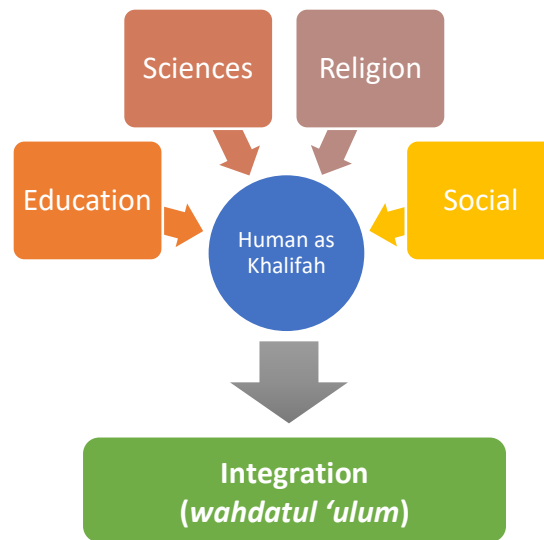 Sciences
Religion
Education
Social
Human as
Khalifah
Integration
(wahdatul ‘ulum)